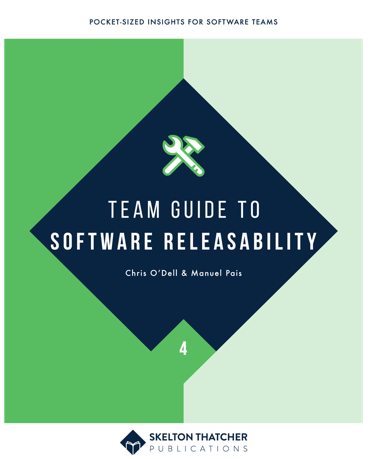 POCKET-SIZED INSIGHTS FOR SOFTWARE TEAMS
TEAM GUIDE TO
SOFTWARE RELEASABILITY
Chris O'Dell & Manuel Pais
4
SKELTON THATCHER
PUBLICATIONS